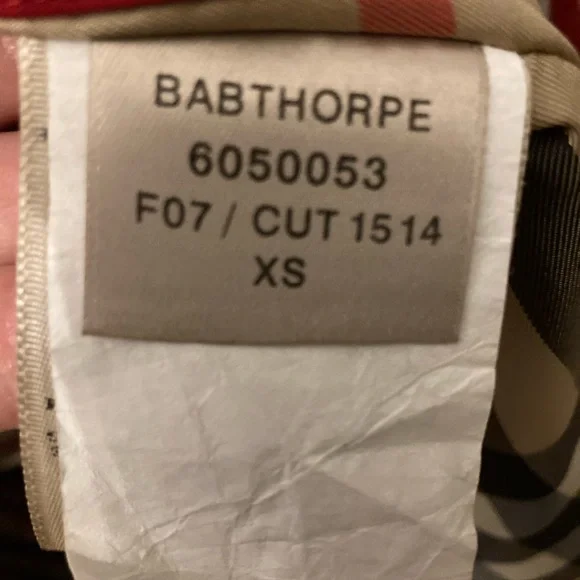 BABTHORPE
6050053
F07 / CUT 1514
XS